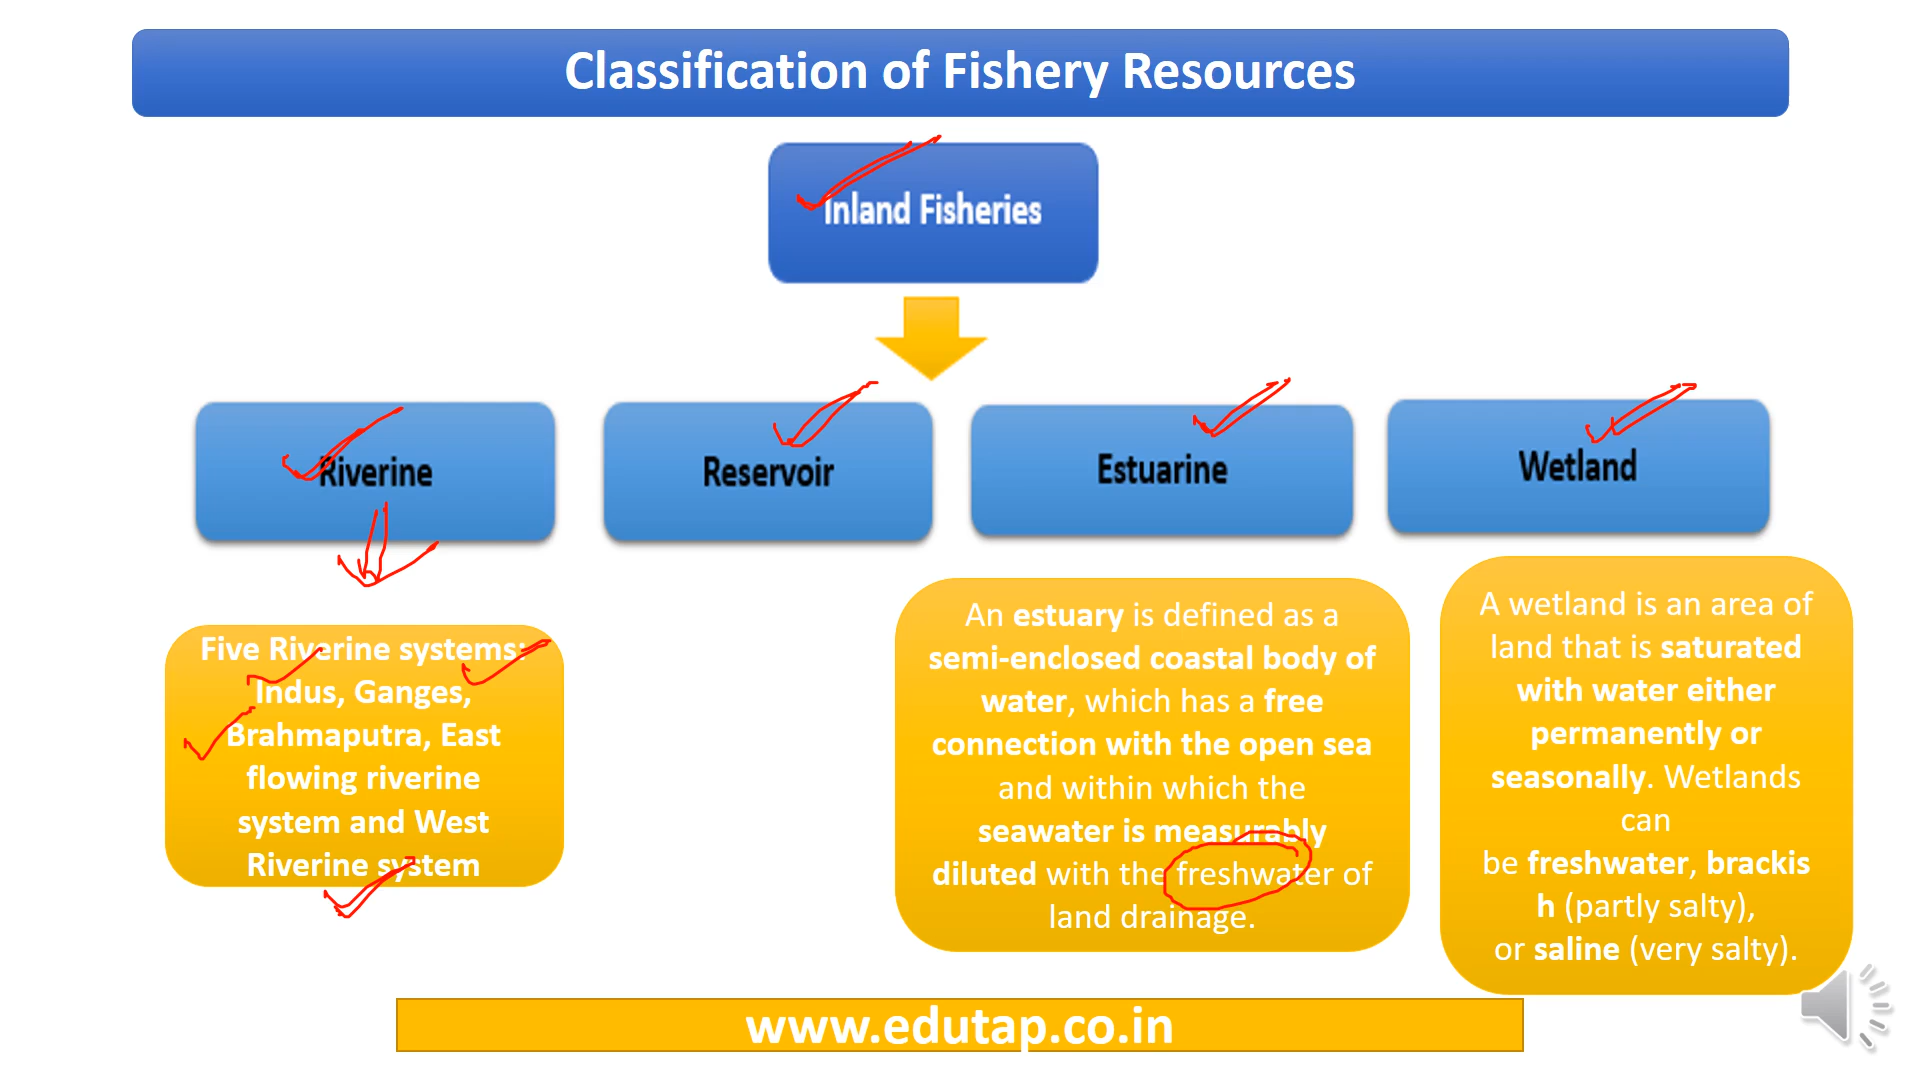 Classification of Fishery Resources
Inland Fisheries
Riverine
Reservoir
Estuarine
Wetland
Five Riverine systems:
Indus, Ganges,
Brahmaputra, East
flowing riverine
system and West
Riverine system
An estuary is defined as a
semi-enclosed coastal body of
water, which has a free
connection with the open sea
and within which the
seawater is measurably
diluted with the freshwater of
land drainage.
A wetland is an area of
land that is saturated
with water either
permanently or
seasonally. Wetlands
can
be freshwater, brackis
h (partly salty),
or saline (very salty).
www.edutap.co.in